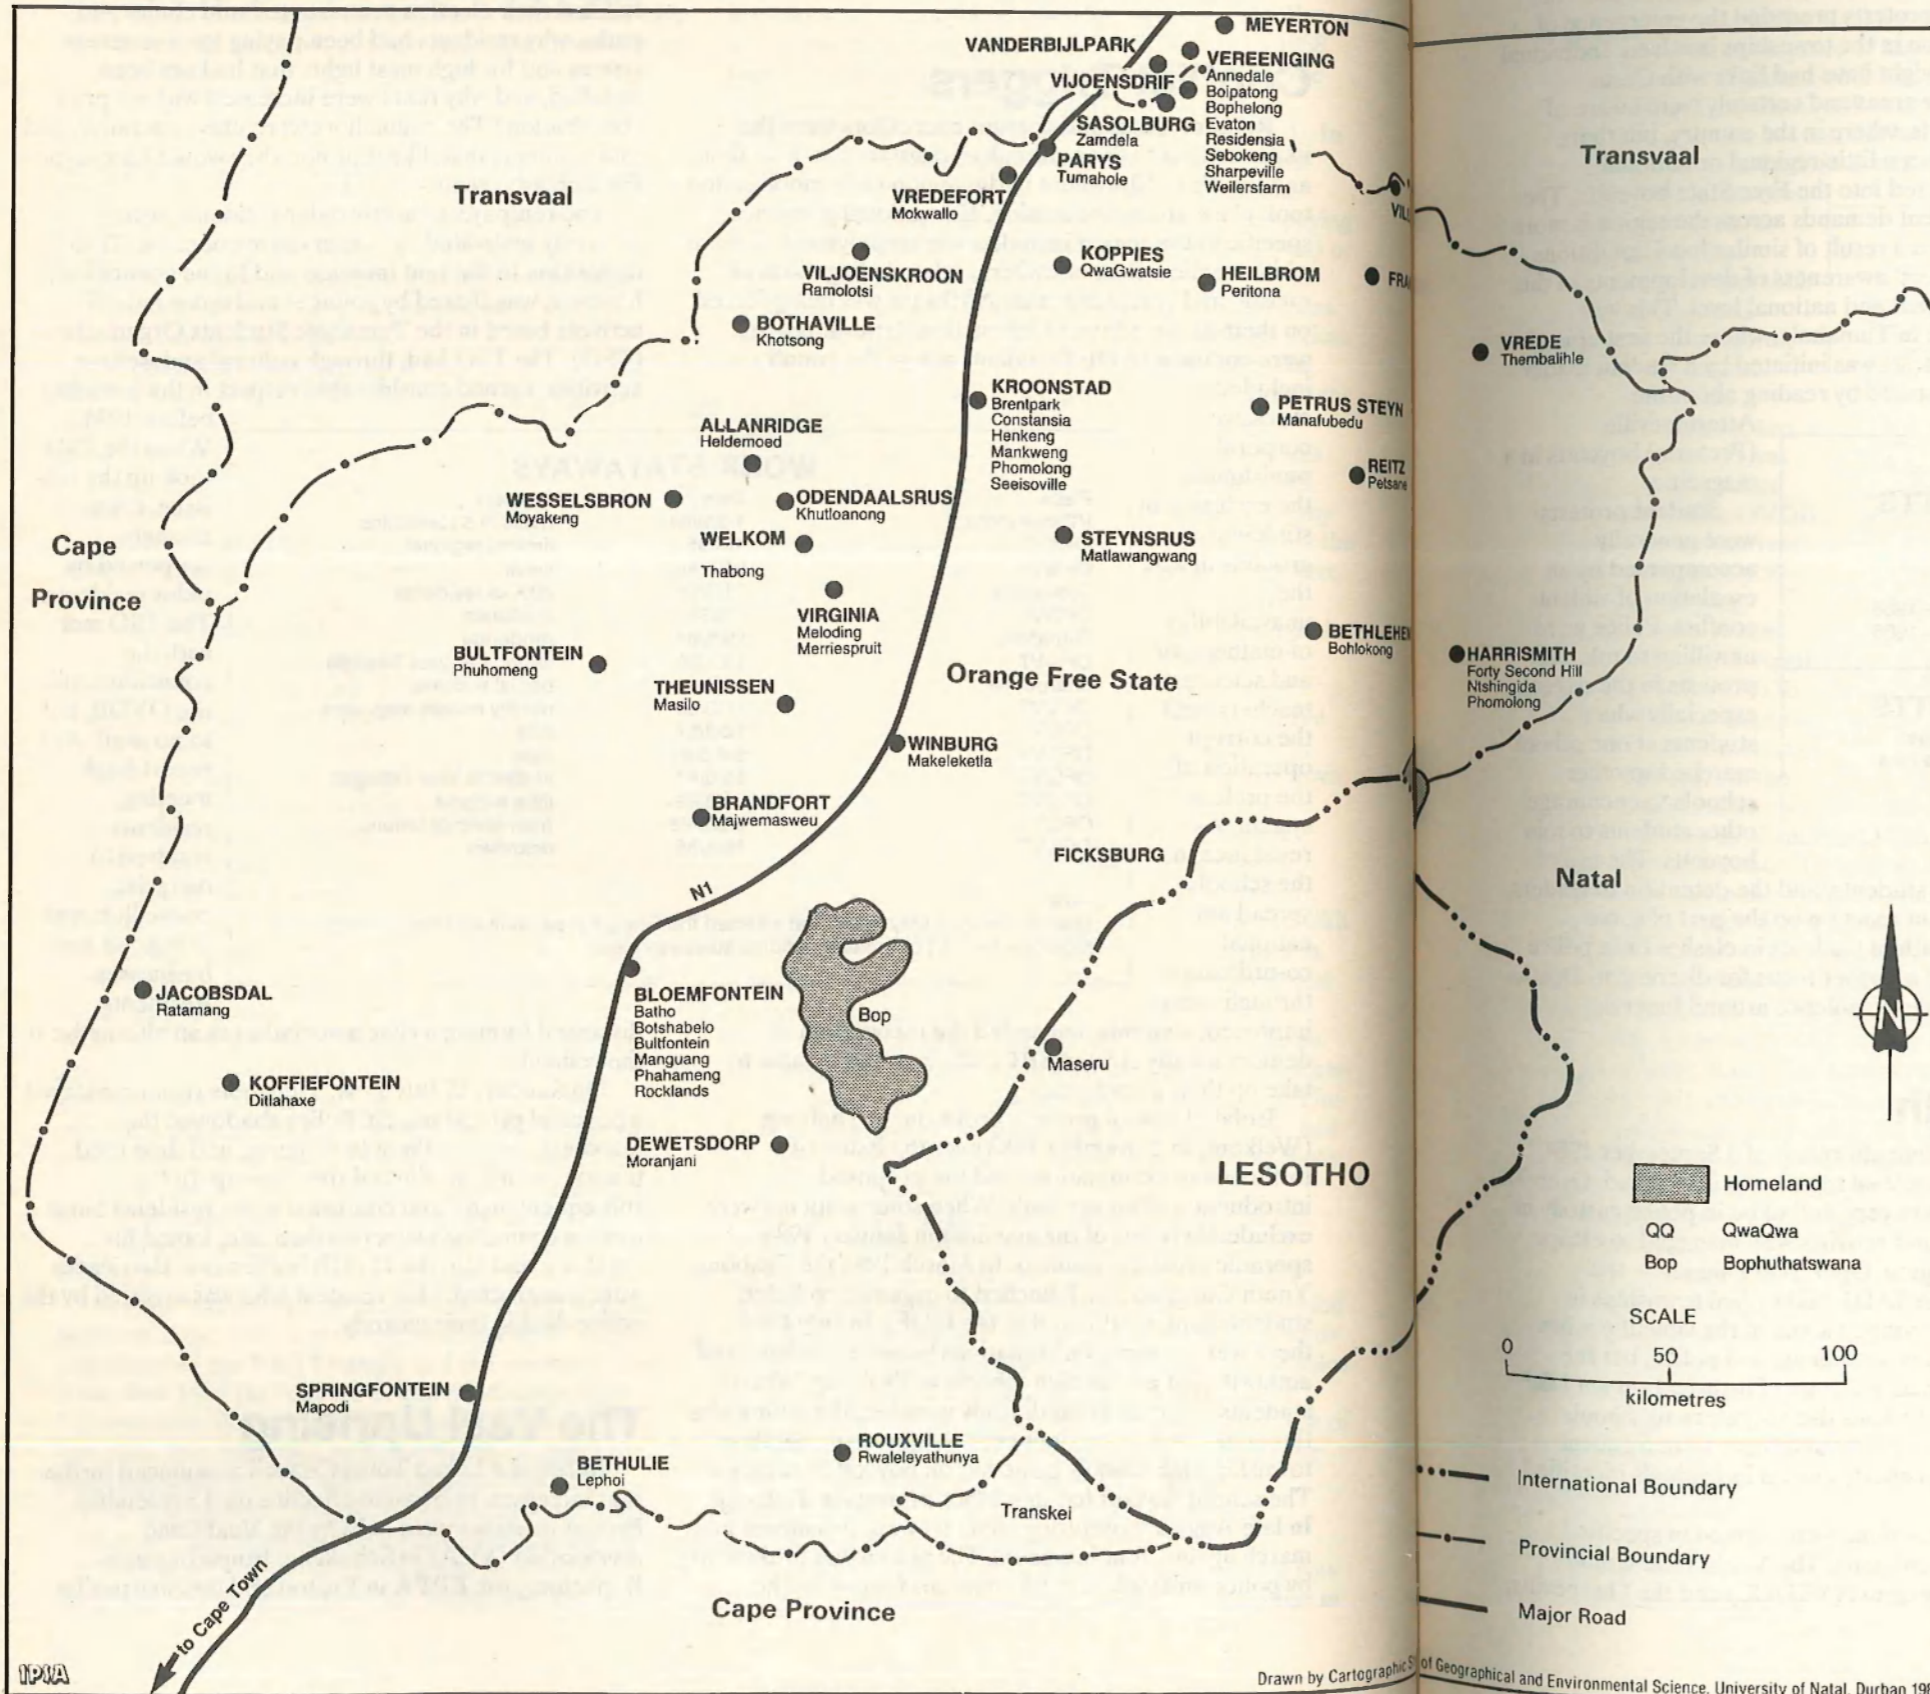 MEYERTON
VANDERBIJLPARK
VEREENIGING
Annedale
Boipatong
Bophelong
Evaton
Residensia
Sebokeng
Sharpeville
Weilersfarm
VIJOENSDRIF
SASOLBURG
Zamdela
PARYS
Tumahole
VREDEFORT
Mokwallo
Transvaal
Transvaal
VILJOENSKROON
Ramolotsi
KOPPIES
QwaGwatsie
HEILBROM
Peritona
BOTHAVILLE
Khotsong
VREDE
Thembalihle
KROONSTAD
Brentpark
Constansia
Henkeng
Mankweng
Phomolong
Seeisoville
PETRUS STEYN
Manafubedu
ALLANRIDGE
Heldemoed
REITZ
Petsane
WESSELSBRON
Moyakeng
ODENDAALSRUS
Khutloanong
WELKOM
Thabong
STEYNSRUS
Matlawangwang
Cape
Province
VIRGINIA
Meloding
Merriespruit
BETHLEHEM
Bohlokong
HARRISMITH
Forty Second Hill
Ntshingida
Phomolong
BULTFONTEIN
Phuhomeng
THEUNISSEN
Masilo
Orange Free State
WINBURG
Makeleketla
BRANDFORT
Majwemasweu
FICKSBURG
N1
Natal
JACOBSDAL
Ratamang
BLOEMFONTEIN
Batho
Botshabelo
Bultfontein
Manguang
Phahameng
Rocklands
Bop
N
Maseru
KOFFIEFONTEIN
Ditlahaxe
DEWETSDORP
Moranjani
LESOTHO
Homeland
QQ QwaQwa
Bop Bophuthatswana
SCALE
0 50 100
kilometres
SPRINGFONTEIN
Mapodi
ROUXVILLE
Rwaleleyathunya
BETHULIE
Lephoi
Transkei
International Boundary
Provincial Boundary
Major Road
to Cape Town
Cape Province
IPSA
Drawn by Cartographic of Geographical and Environmental Science, University of Natal, Durban